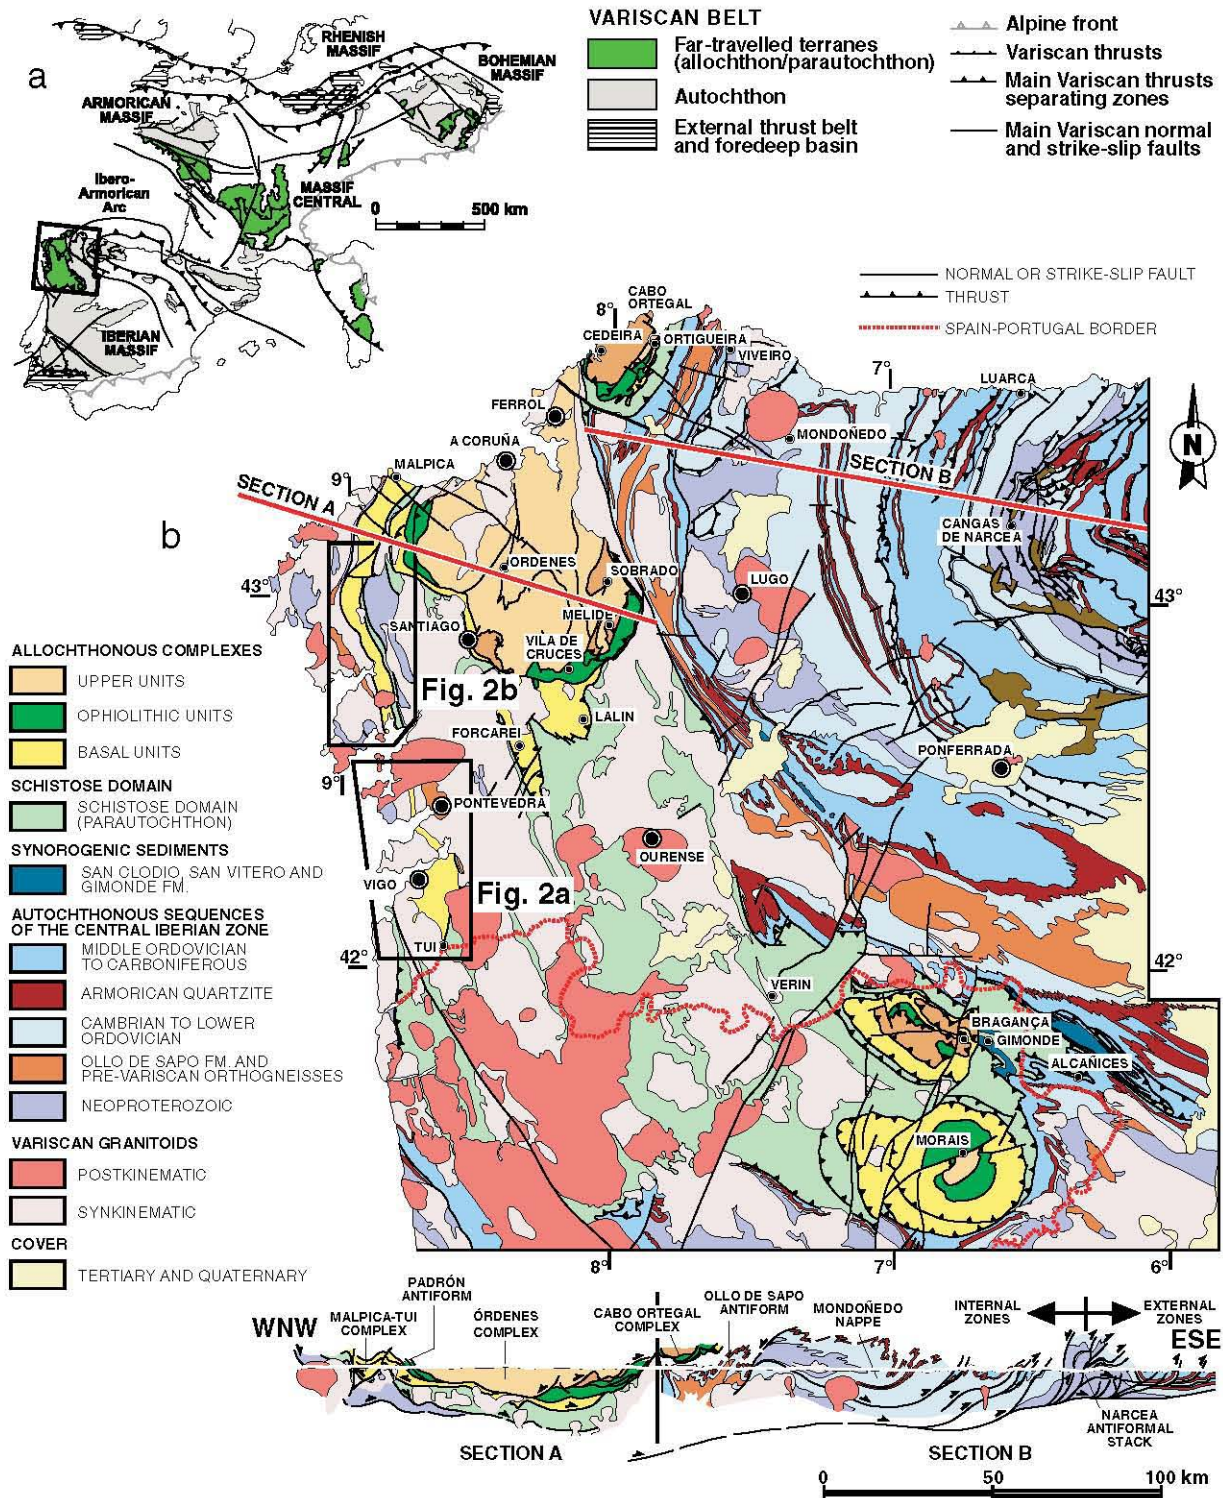 a
RHENISH
MASSIF
BOHEMIAN
MASSIF
ARMORICAN
MASSIF
Ibero-
Armorican
Arc
MASSIF
CENTRAL
0 500 km
IBERIAN
MASSIF
VARISCAN BELT
Far-travelled terranes
(allochthon/parautochthon)
Autochthon
External thrust belt
and foredeep basin
Alpine front
Variscan thrusts
Main Variscan thrusts
separating zones
Main Variscan normal
and strike-slip faults
NORMAL OR STRIKE-SLIP FAULT
THRUST
SPAIN-PORTUGAL BORDER
b
N
8°
7°
9°
43°
43°
9°
42°
42°
8°
7°
6°
CABO
ORTEGAL
CEDEIRA
ORTIGUEIRA
VIVEIRO
LUARCA
FERROL
A CORUÑA
MONDOÑEDO
MALPICA
SECTION A
SECTION B
CANGAS
DE NARCEA
ORDENES
SOBRADO
LUGO
MELIDE
SANTIAGO
VILA DE
CRUCES
Fig. 2b
LALIN
FORCAREI
PONFERRADA
PONTEVEDRA
OURENSE
VIGO
Fig. 2a
TUI
VERIN
BRAGANÇA
GIMONDE
ALCAÑICES
MORAIS
ALLOCHTHONOUS COMPLEXES
UPPER UNITS
OPHIOLITHIC UNITS
BASAL UNITS
SCHISTOSE DOMAIN
SCHISTOSE DOMAIN
(PARAUTOCHTHON)
SYNOROGENIC SEDIMENTS
SAN CLODIO, SAN VITERO AND
GIMONDE FM.
AUTOCHTHONOUS SEQUENCES
OF THE CENTRAL IBERIAN ZONE
MIDDLE ORDOVICIAN
TO CARBONIFEROUS
ARMORICAN QUARTZITE
CAMBRIAN TO LOWER
ORDOVICIAN
OLLO DE SAPO FM. AND
PRE-VARISCAN ORTHOGNEISSES
NEOPROTEROZOIC
VARISCAN GRANITOIDS
POSTKINEMATIC
SYNKINEMATIC
COVER
TERTIARY AND QUATERNARY
WNW
MALPICA-TUI
COMPLEX
PADRÓN
ANTIFORM
ÓRDENES
COMPLEX
CABO ORTEGAL
COMPLEX
OLLO DE SAPO
ANTIFORM
MONDOÑEDO
NAPPE
INTERNAL
ZONES
EXTERNAL
ZONES
ESE
NARCEA
ANTIFORMAL
STACK
SECTION A
SECTION B
0 50 100 km